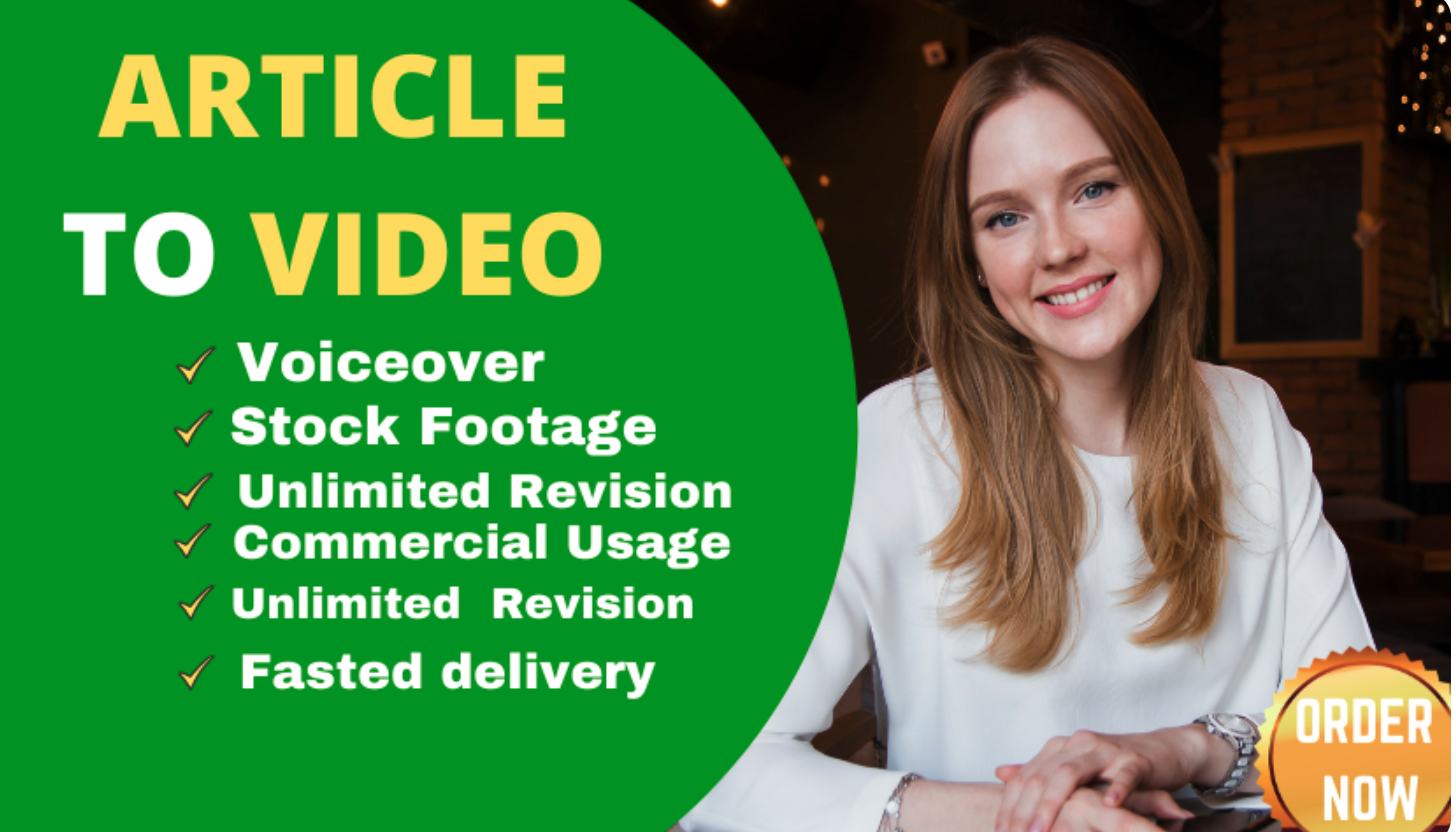 ARTICLE
TO VIDEO
Voiceover
Stock Footage
Unlimited Revision
Commercial Usage
Unlimited Revision
Fasted delivery
ORDER
NOW